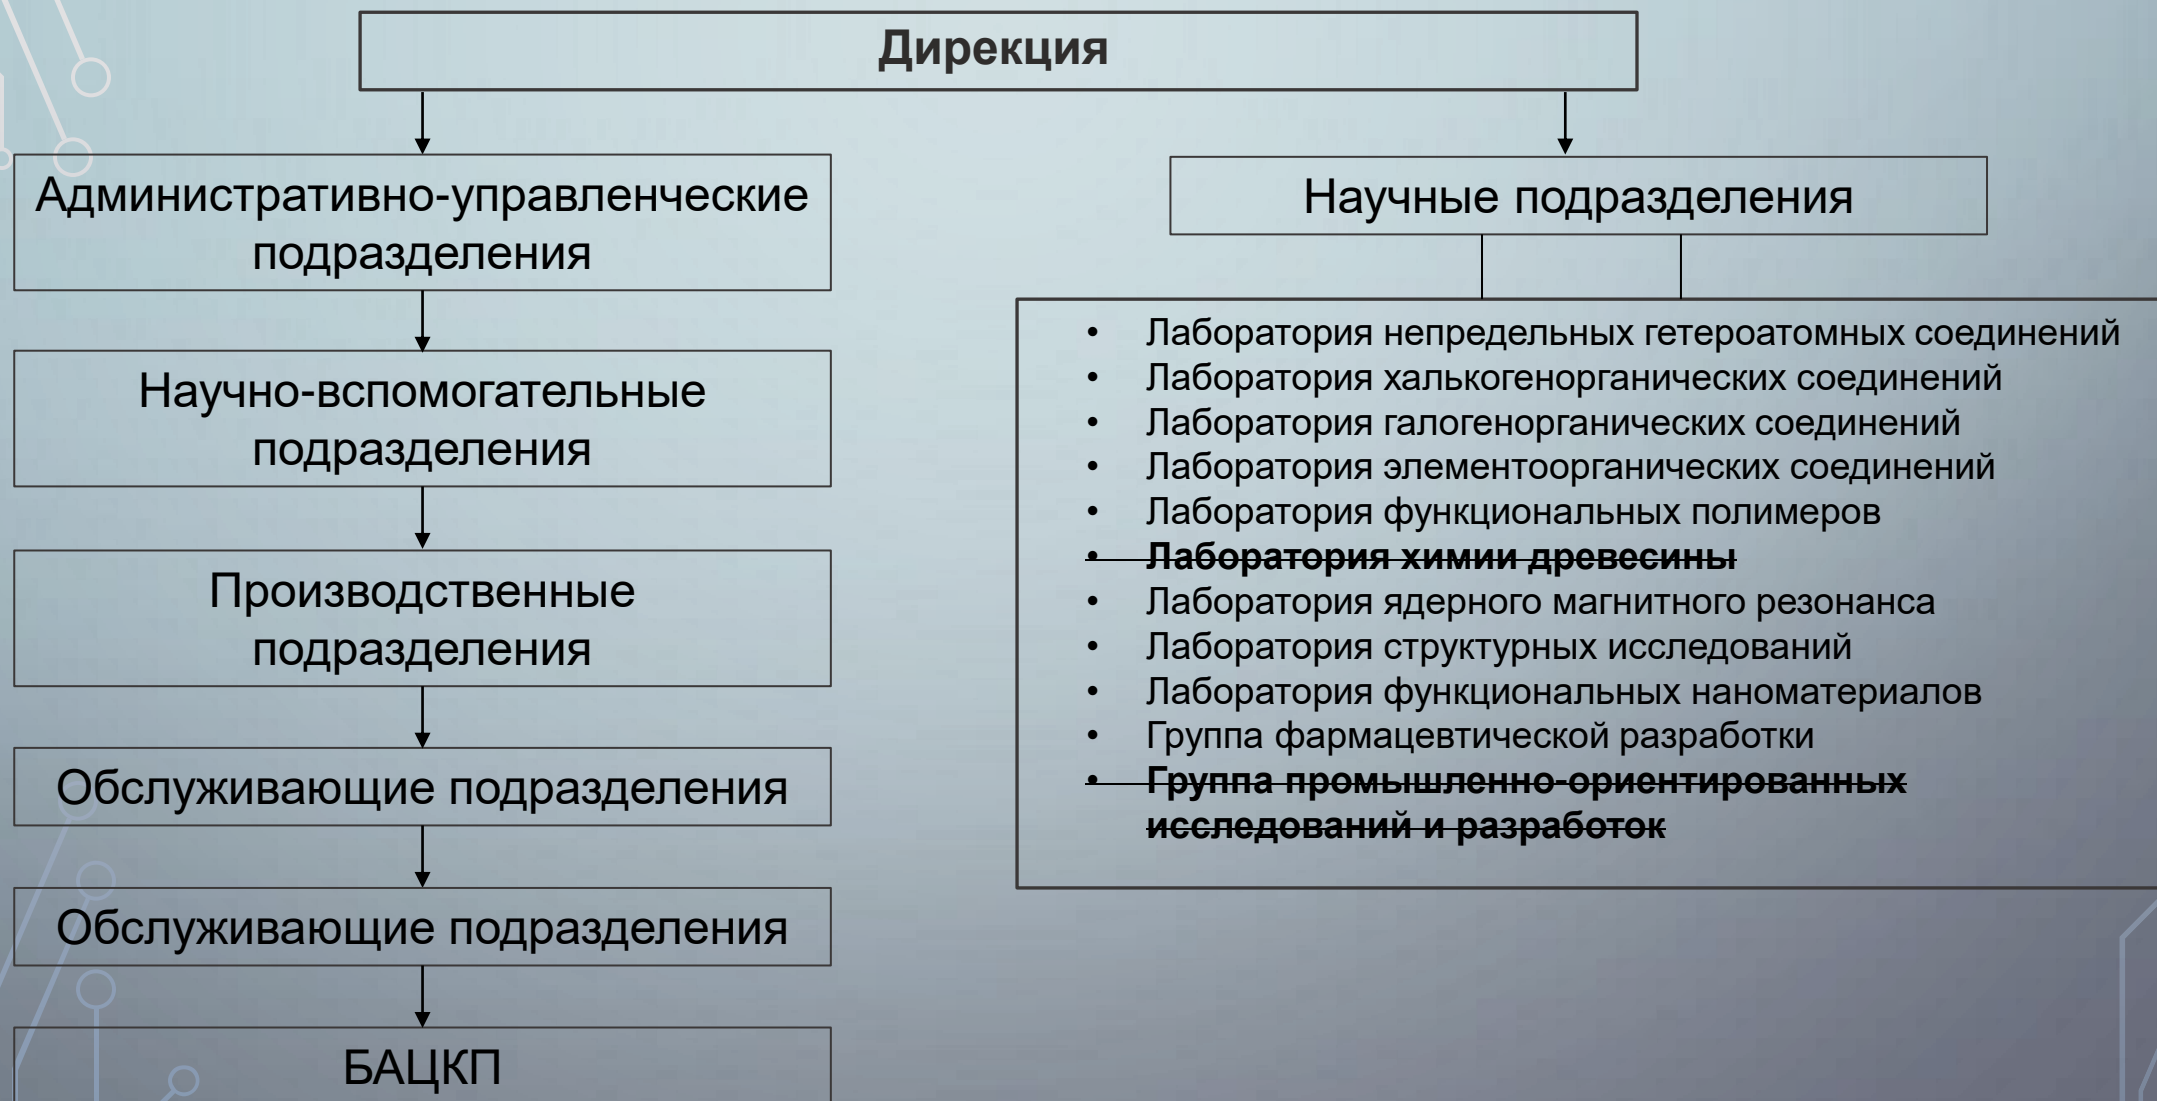 Дирекция
Административно-управленческие
подразделения
Научно-вспомогательные
подразделения
Производственные
подразделения
Обслуживающие подразделения
Обслуживающие подразделения
БАЦКП
Научные подразделения
• Лаборатория непредельных гетероатомных соединений
• Лаборатория халькогенорганических соединений
• Лаборатория галогенорганических соединений
• Лаборатория элементоорганических соединений
• Лаборатория функциональных полимеров
• Лаборатория химии древесины
• Лаборатория ядерного магнитного резонанса
• Лаборатория структурных исследований
• Лаборатория функциональных наноматериалов
• Группа фармацевтической разработки
• Группа промышленно-ориентированных
исследований и разработок